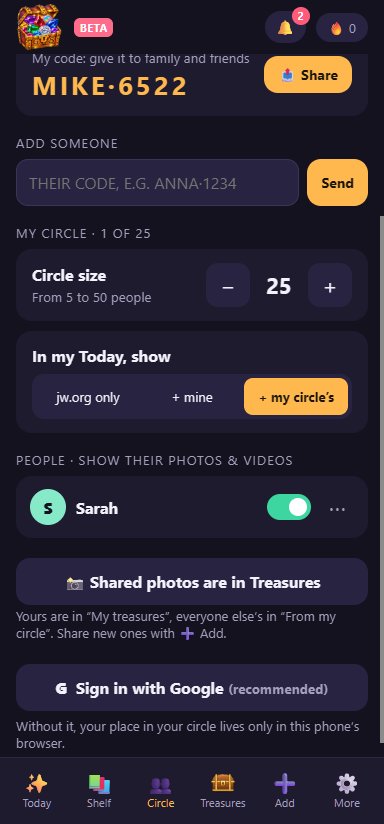 BETA
2
0
My code: give it to family and friends
MIKE·6522
Share
ADD SOMEONE
THEIR CODE, E.G. ANNA·1234
Send
MY CIRCLE · 1 OF 25
Circle size
From 5 to 50 people
− 25 +
In my Today, show
jw.org only
+ mine
+ my circle's
PEOPLE · SHOW THEIR PHOTOS & VIDEOS
S
Sarah
···
Shared photos are in Treasures
Yours are in “My treasures”, everyone else’s in “From my
circle”. Share new ones with ➕ Add.
G Sign in with Google (recommended)
Without it, your place in your circle lives only in this phone’s
browser.
Today
Shelf
Circle
Treasures
Add
More